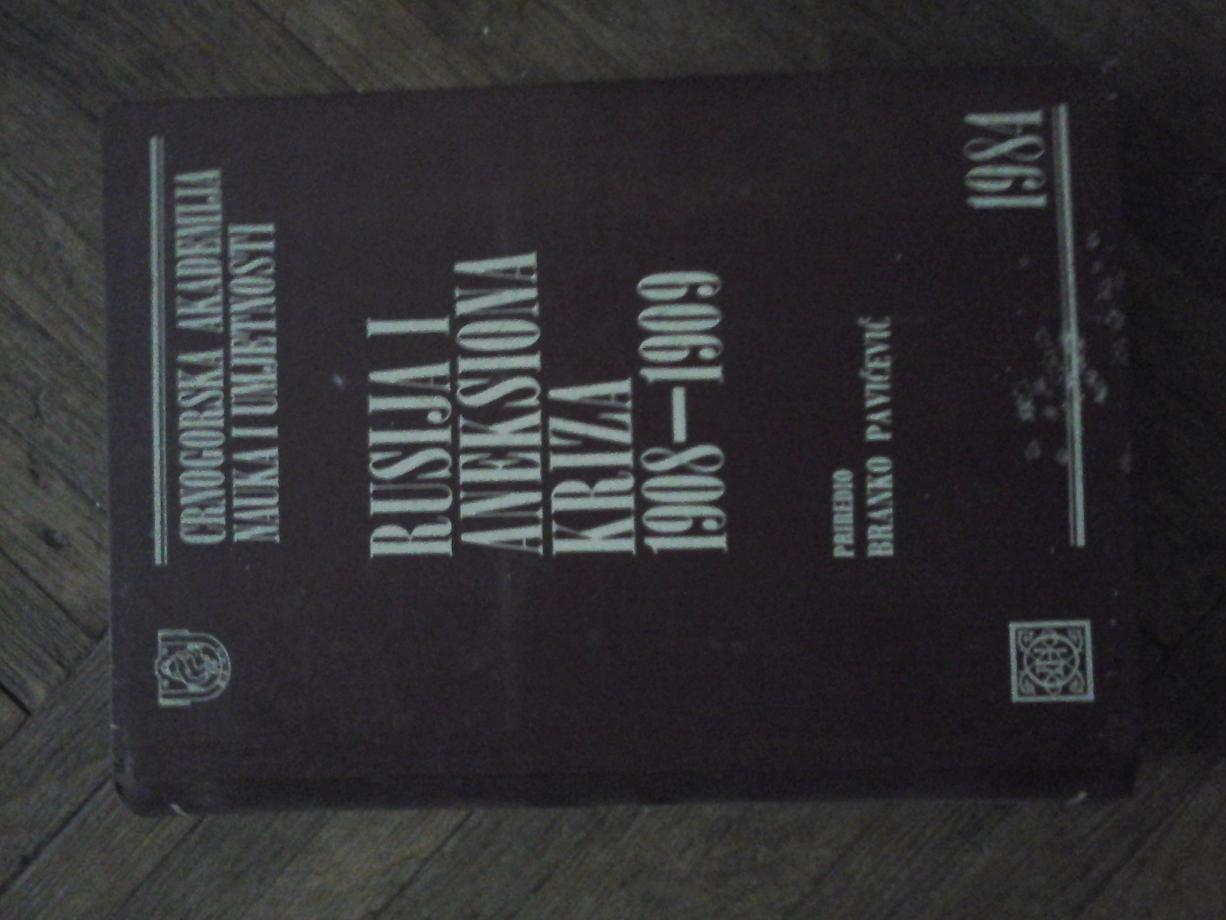 CRNOGORSKA AKADEMIJA
NAUKA I UMJETNOSTI
RUSIJA I
ANEKSIONA
KRIZA
1908—1909
PRIREDIO
BRANKO PAVIĆEVIĆ
1984